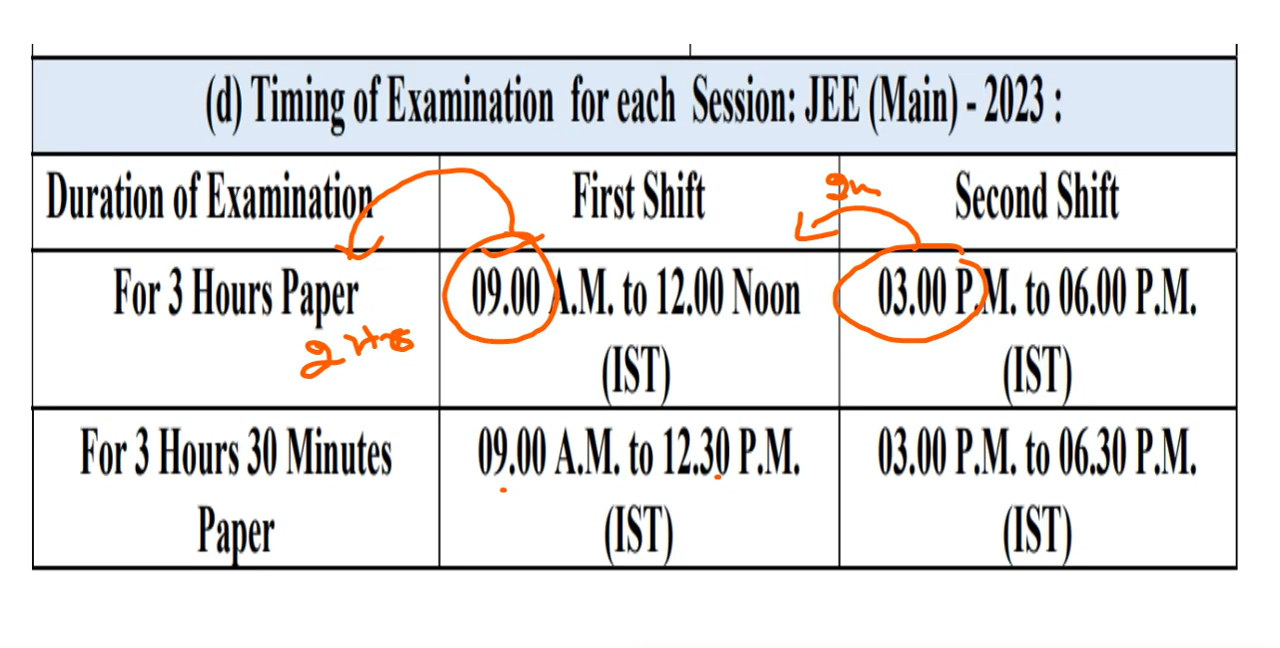 (d) Timing of Examination for each Session: JEE (Main) - 2023 :
Duration of Examination
First Shift
Second Shift
For 3 Hours Paper
09.00 A.M. to 12.00 Noon
(IST)
03.00 P.M. to 06.00 P.M.
(IST)
2 Hrs
For 3 Hours 30 Minutes
Paper
09.00 A.M. to 12.30 P.M.
(IST)
03.00 P.M. to 06.30 P.M.
(IST)